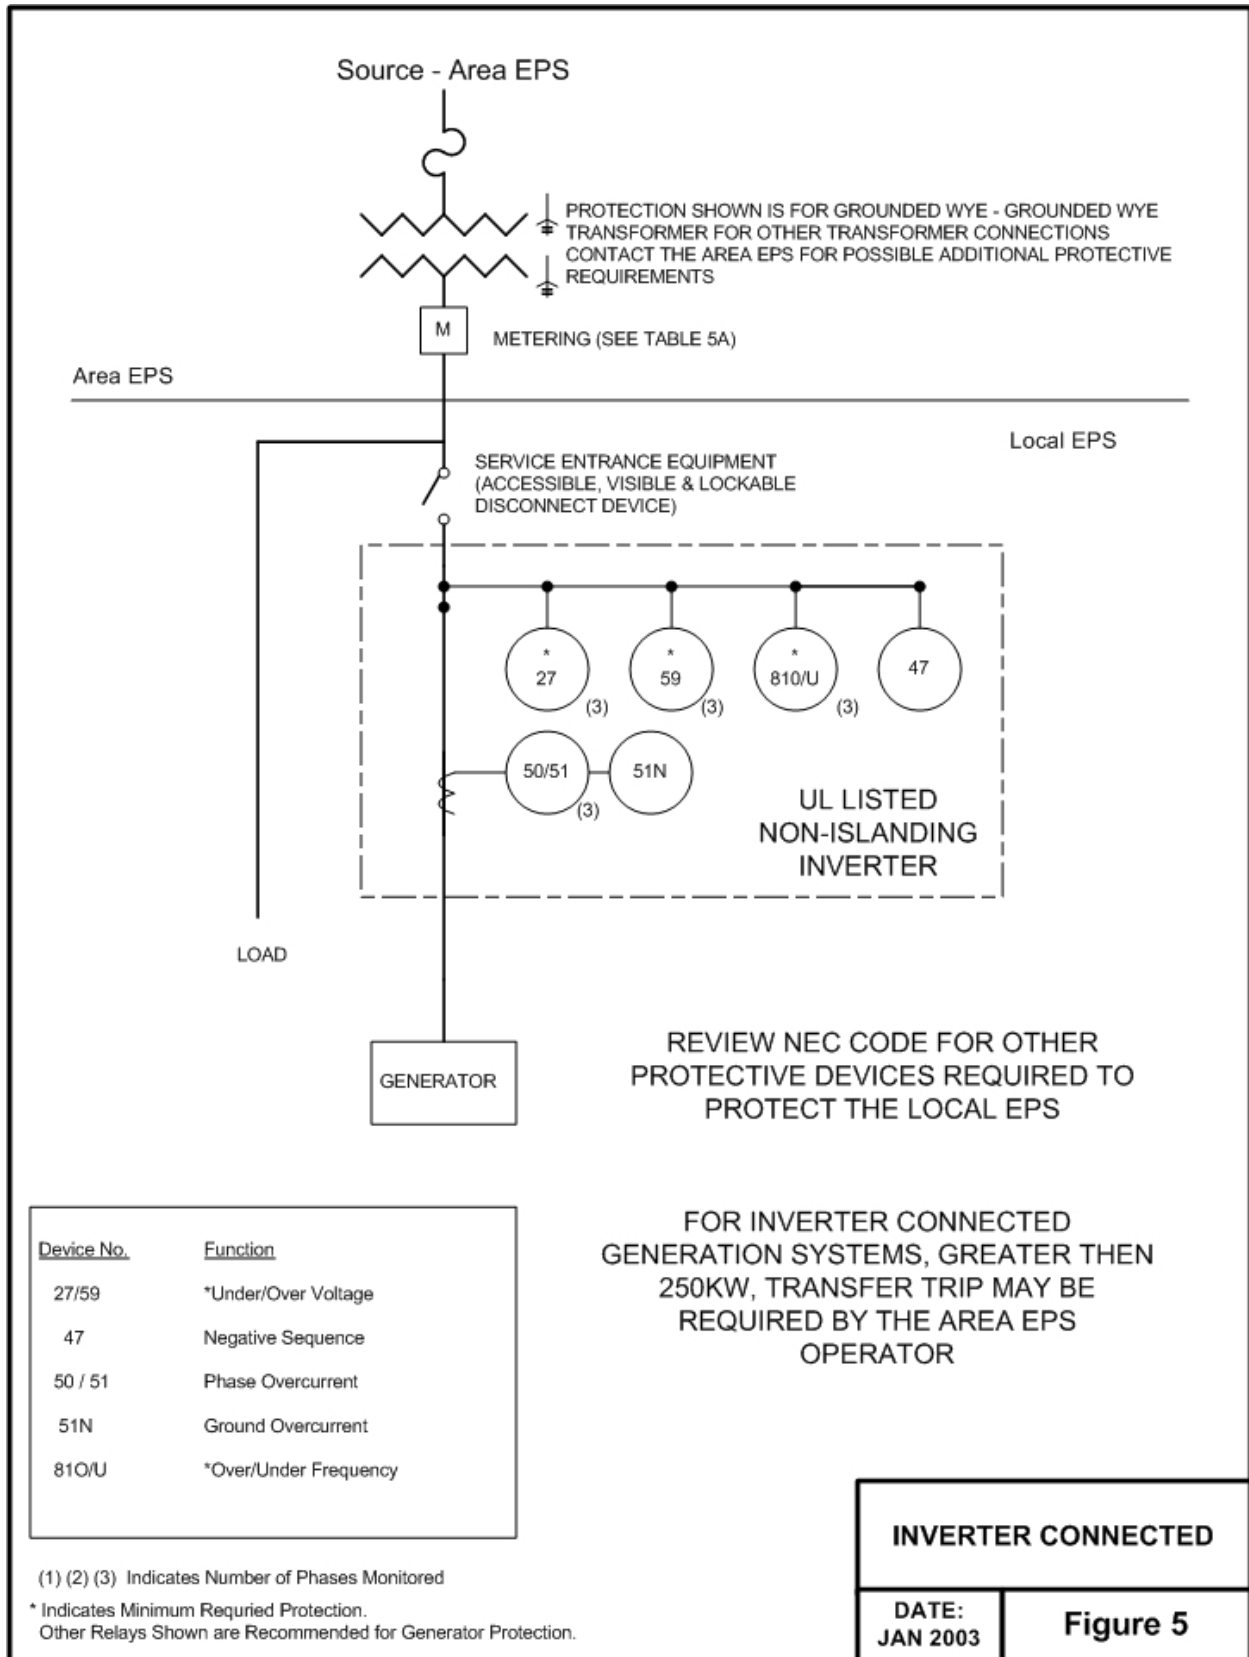 Source - Area EPS
PROTECTION SHOWN IS FOR GROUNDED WYE - GROUNDED WYE
TRANSFORMER FOR OTHER TRANSFORMER CONNECTIONS
CONTACT THE AREA EPS FOR POSSIBLE ADDITIONAL PROTECTIVE
REQUIREMENTS
M
METERING (SEE TABLE 5A)
Area EPS
Local EPS
SERVICE ENTRANCE EQUIPMENT
(ACCESSIBLE, VISIBLE & LOCKABLE
DISCONNECT DEVICE)
* 27 (3)
* 59 (3)
* 810/U (3)
47
50/51 (3)
51N
UL LISTED
NON-ISLANDING
INVERTER
LOAD
GENERATOR
REVIEW NEC CODE FOR OTHER
PROTECTIVE DEVICES REQUIRED TO
PROTECT THE LOCAL EPS
FOR INVERTER CONNECTED
GENERATION SYSTEMS, GREATER THEN
250KW, TRANSFER TRIP MAY BE
REQUIRED BY THE AREA EPS
OPERATOR
Device No. Function
27/59 *Under/Over Voltage
47 Negative Sequence
50 / 51 Phase Overcurrent
51N Ground Overcurrent
81O/U *Over/Under Frequency
(1) (2) (3) Indicates Number of Phases Monitored
* Indicates Minimum Requried Protection.
Other Relays Shown are Recommended for Generator Protection.
INVERTER CONNECTED
DATE:
JAN 2003
Figure 5